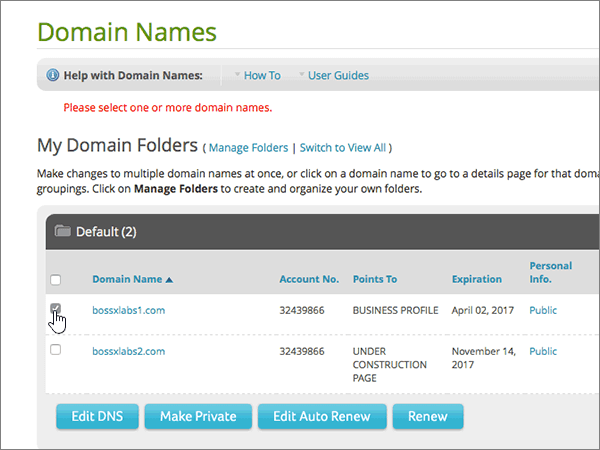 Domain Names
Help with Domain Names: How To User Guides
Please select one or more domain names.
My Domain Folders ( Manage Folders | Switch to View All )
Make changes to multiple domain names at once, or click on a domain name to go to a details page for that
groupings. Click on Manage Folders to create and organize your own folders.
Default (2)
Domain Name Account No. Points To Expiration Personal
Info.
bossxlabs1.com 32439866 BUSINESS PROFILE April 02, 2017 Public
bossxlabs2.com 32439866 UNDER November 14, Public
CONSTRUCTION 2017
PAGE
Edit DNS Make Private Edit Auto Renew Renew